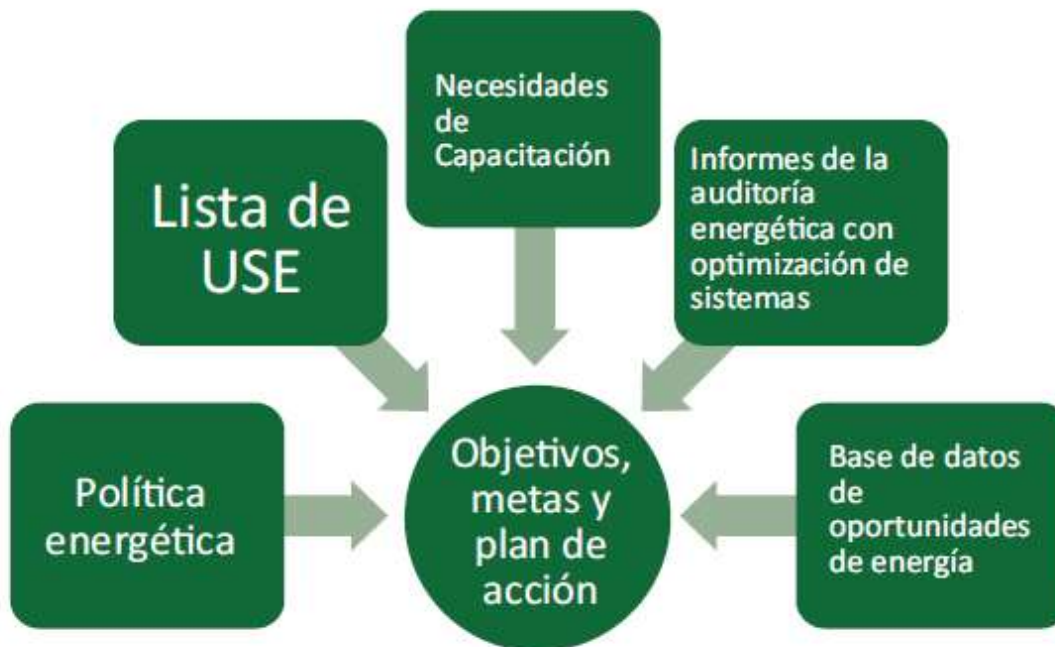 Necesidades
de
Capacitación
Lista de
USE
Informes de la
auditoría
energética con
optimización de
sistemas
Política
energética
Objetivos,
metas y
plan de
acción
Base de datos
de
oportunidades
de energía